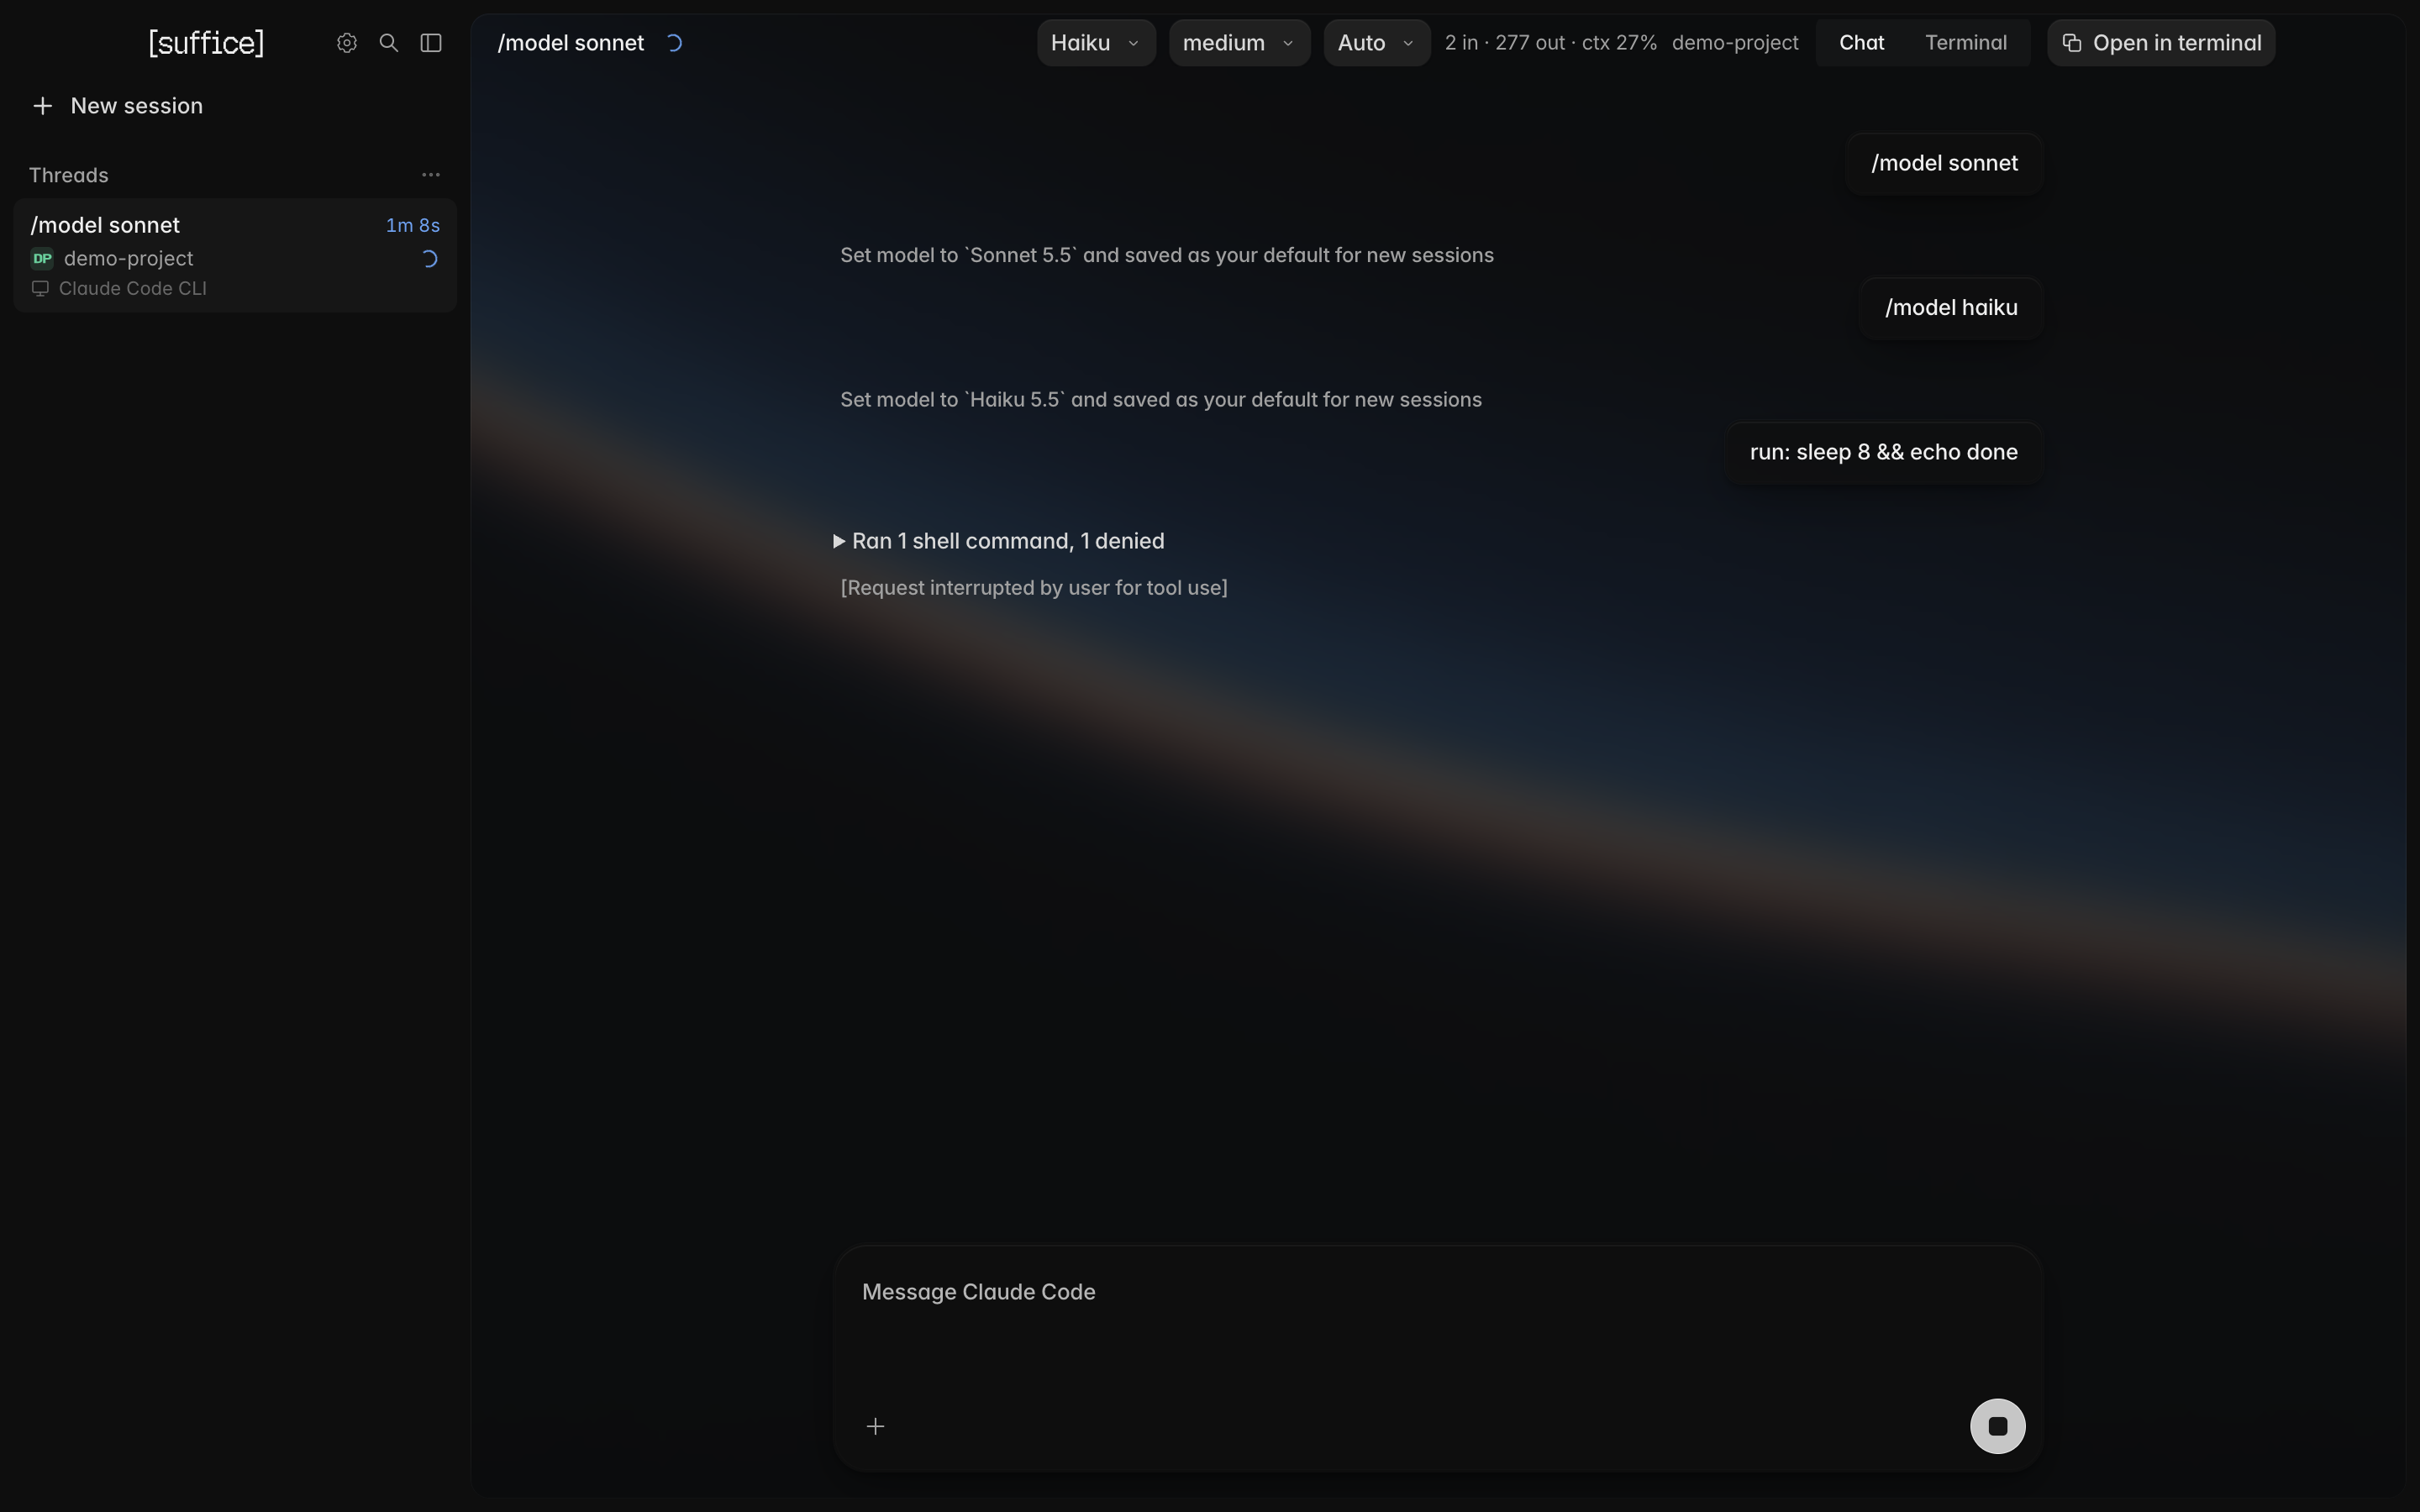 [suffice]
New session
Threads
/model sonnet 1m 8s
DP demo-project
Claude Code CLI
/model sonnet Haiku medium Auto 2 in · 277 out · ctx 27% demo-project Chat Terminal Open in terminal
/model sonnet
Set model to `Sonnet 5.5` and saved as your default for new sessions
/model haiku
Set model to `Haiku 5.5` and saved as your default for new sessions
run: sleep 8 && echo done
Ran 1 shell command, 1 denied
[Request interrupted by user for tool use]
Message Claude Code